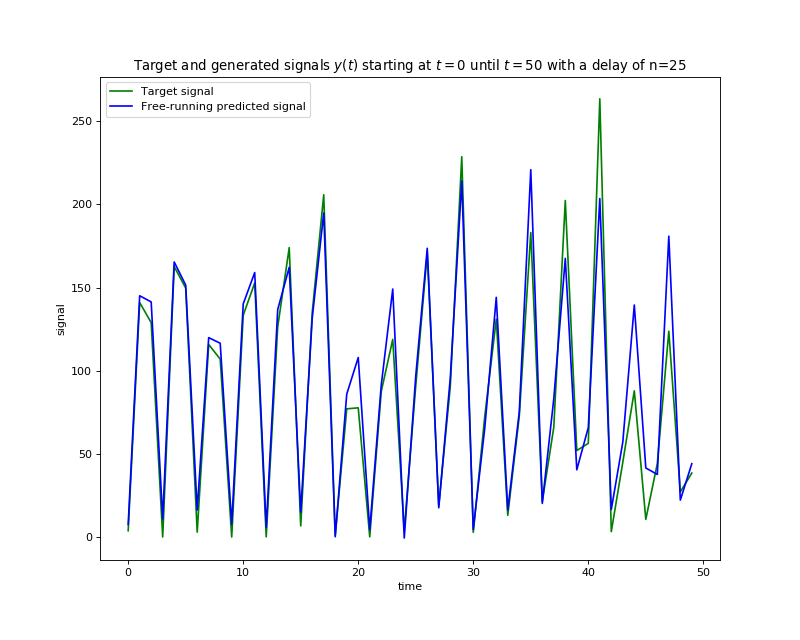 Target and generated signals y(t) starting at t = 0 until t = 50 with a delay of n=25
Target signal
Free-running predicted signal
250
200
150
100
50
0
signal
0 10 20 30 40 50
time